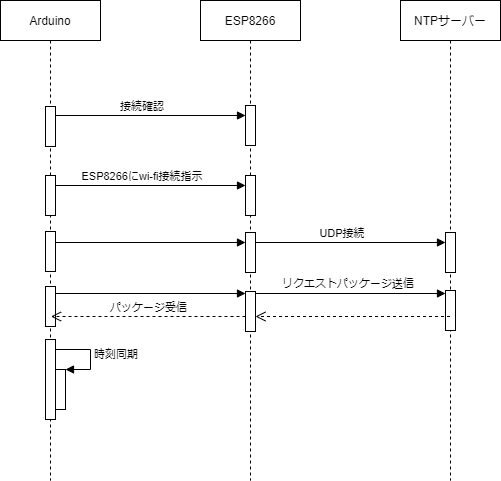 Arduino
ESP8266
NTPサーバー
接続確認
ESP8266にwi-fi接続指示
UDP接続
リクエストパッケージ送信
パッケージ受信
時刻同期